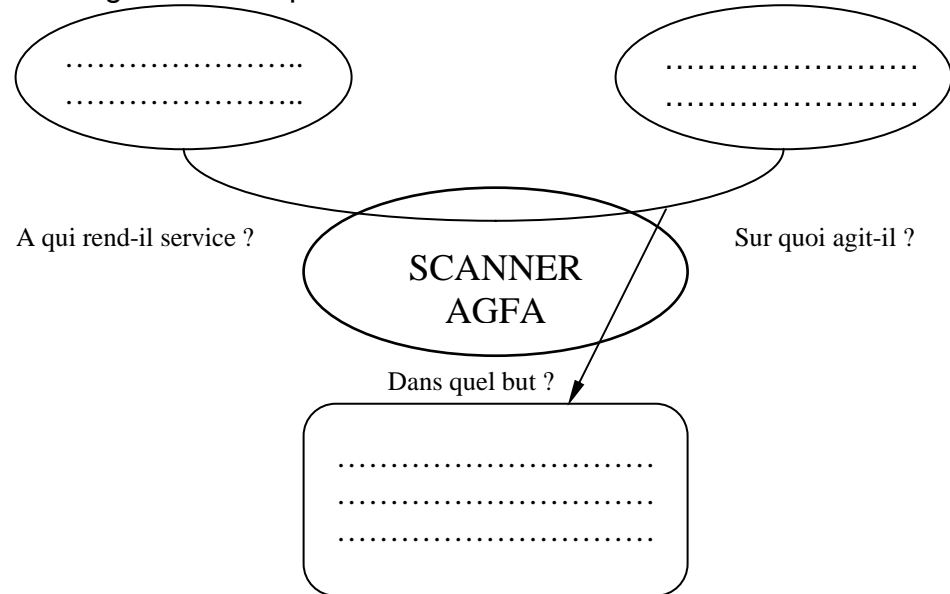 …………………..
…………………..
……………………
……………………
A qui rend-il service ?
Sur quoi agit-il ?
SCANNER
AGFA
Dans quel but ?
…………………………
…………………………
…………………………